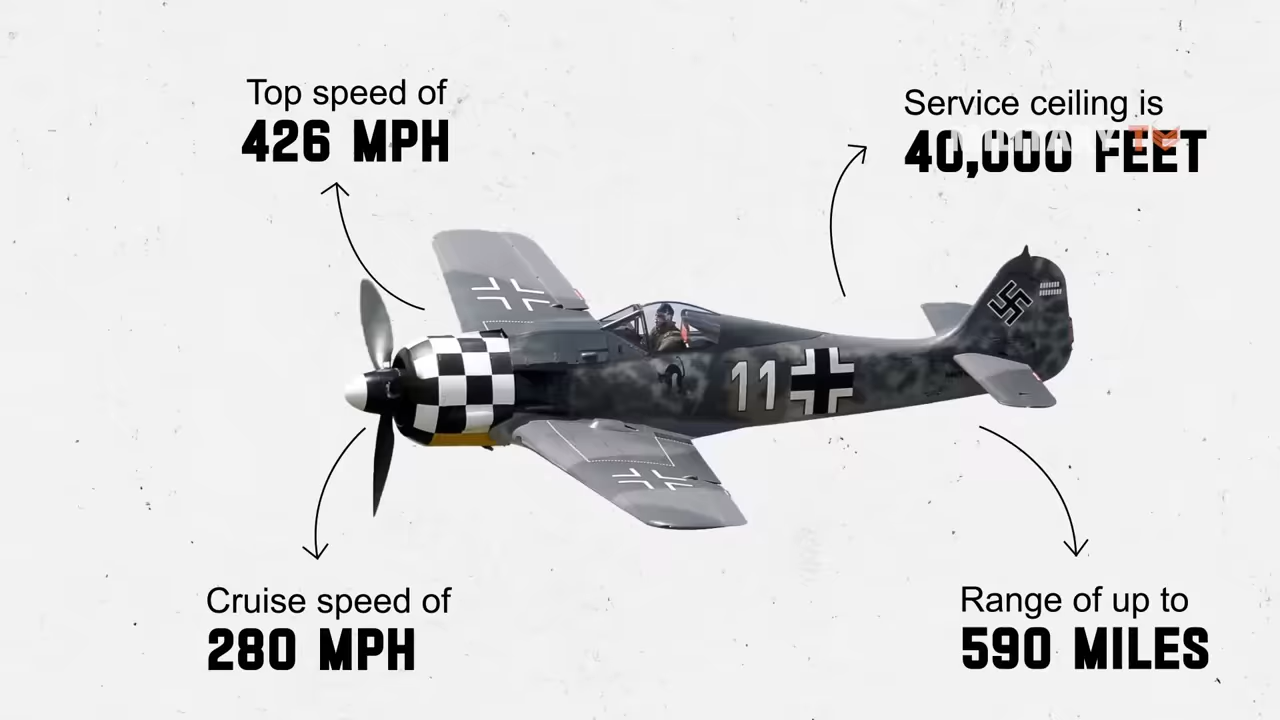 Top speed of
426 MPH
Service ceiling is
40,000 FEET
11
Cruise speed of
280 MPH
Range of up to
590 MILES